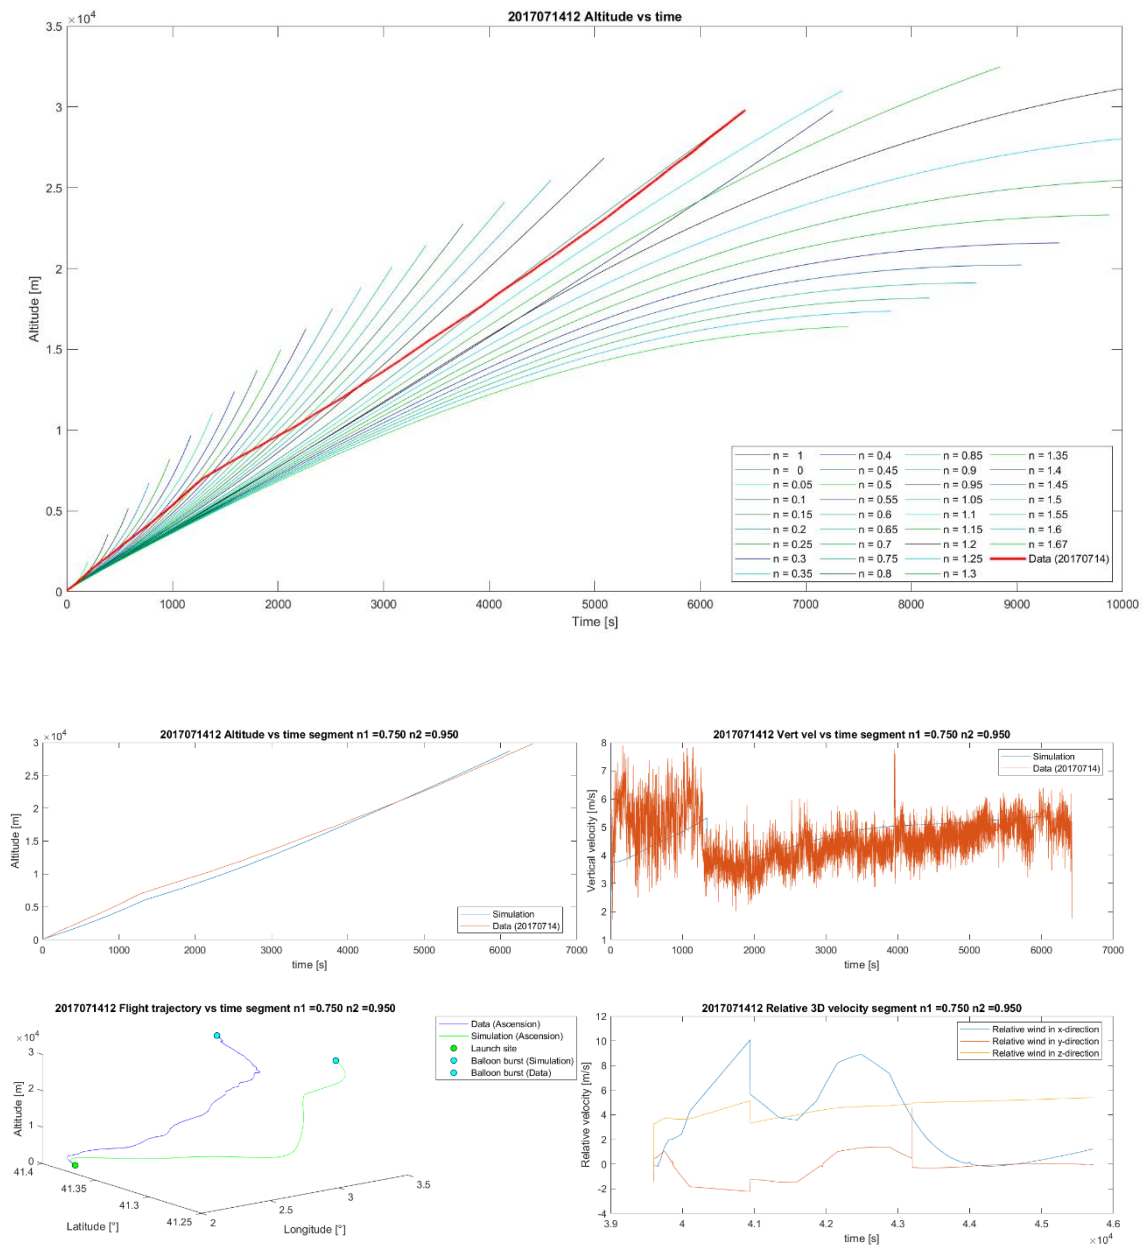 2017071412 Altitude vs time
×10⁴
3.5
3
2.5
2
1.5
1
0.5
0
Altitude [m]
0 1000 2000 3000 4000 5000 6000 7000 8000 9000 10000
Time [s]
n = 1 n = 0.4 n = 0.85 n = 1.35
n = 0 n = 0.45 n = 0.9 n = 1.4
n = 0.05 n = 0.5 n = 0.95 n = 1.45
n = 0.1 n = 0.55 n = 1.05 n = 1.5
n = 0.15 n = 0.6 n = 1.1 n = 1.55
n = 0.2 n = 0.65 n = 1.15 n = 1.6
n = 0.25 n = 0.7 n = 1.2 n = 1.67
n = 0.3 n = 0.75 n = 1.25 Data (20170714)
n = 0.35 n = 0.8 n = 1.3
2017071412 Altitude vs time segment n1 =0.750 n2 =0.950
×10⁴
3
2.5
2
1.5
1
0.5
0
Altitude [m]
0 1000 2000 3000 4000 5000 6000 7000
time [s]
Simulation
Data (20170714)
2017071412 Vert vel vs time segment n1 =0.750 n2 =0.950
8
7
6
5
4
3
2
1
Vertical velocity [m/s]
0 1000 2000 3000 4000 5000 6000 7000
time [s]
Simulation
Data (20170714)
2017071412 Flight trajectory vs time segment n1 =0.750 n2 =0.950
×10⁴
3
2
1
0
Altitude [m]
41.4
41.35
41.3
41.25
Latitude [°]
2
2.5
3
3.5
Longitude [°]
Data (Ascension)
Simulation (Ascension)
Launch site
Balloon burst (Simulation)
Balloon burst (Data)
2017071412 Relative 3D velocity segment n1 =0.750 n2 =0.950
12
10
8
6
4
2
0
-2
-4
Relative velocity [m/s]
3.9 4 4.1 4.2 4.3 4.4 4.5 4.6
time [s]
×10⁴
Relative wind in x-direction
Relative wind in y-direction
Relative wind in z-direction